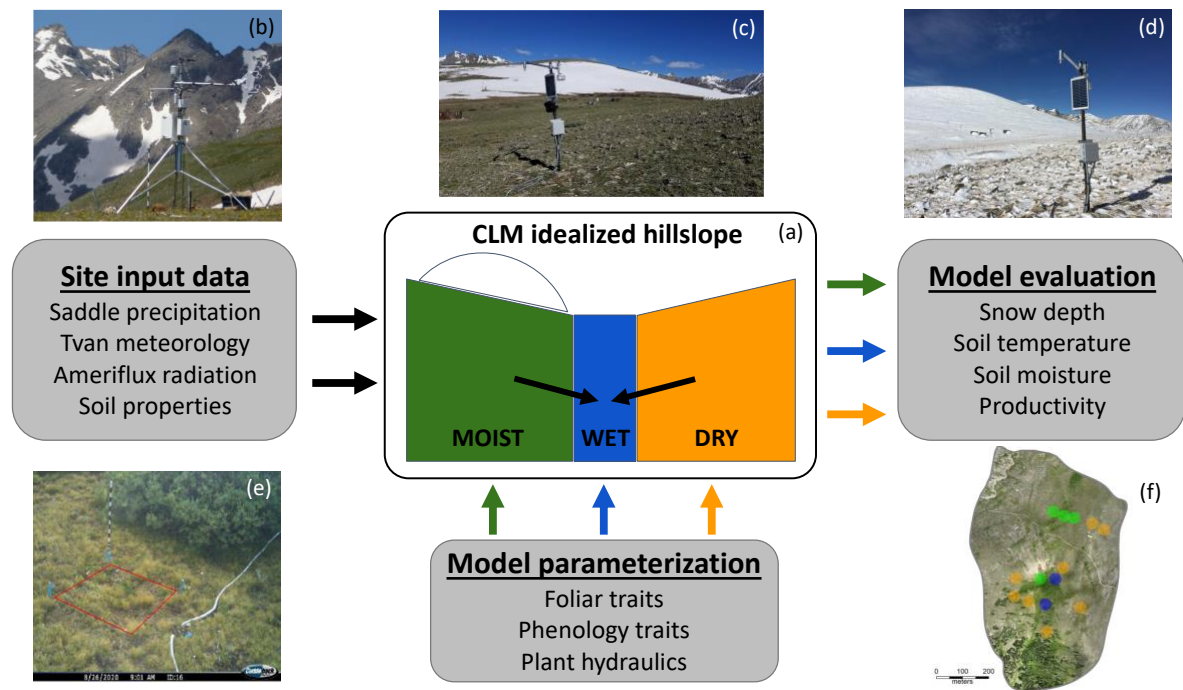 (b)
(c)
(d)
Site input data
Saddle precipitation
Tvan meteorology
Ameriflux radiation
Soil properties
CLM idealized hillslope
(a)
MOIST
WET
DRY
Model evaluation
Snow depth
Soil temperature
Soil moisture
Productivity
(e)
8/26/2020 9:01 AM ID:16
Model parameterization
Foliar traits
Phenology traits
Plant hydraulics
(f)
0 100 200
meters